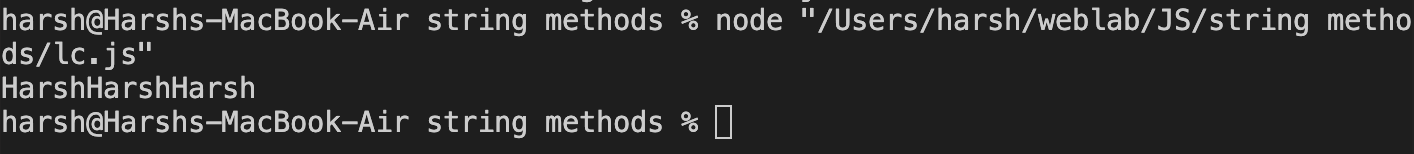 harsh@Harshs-MacBook-Air string methods % node "/Users/harsh/weblab/JS/string metho
ds/lc.js"
HarshHarshHarsh
harsh@Harshs-MacBook-Air string methods %